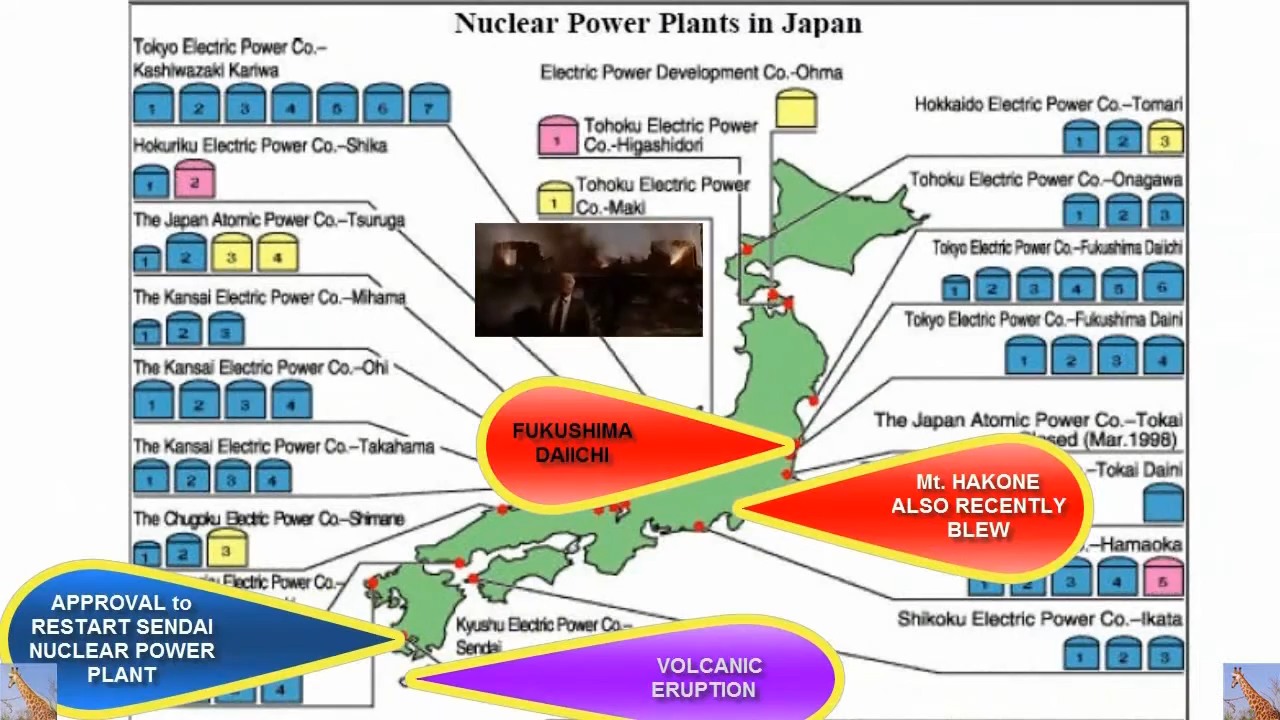 Nuclear Power Plants in Japan
Tokyo Electric Power Co.–
Kashiwazaki Kariwa
1 2 3 4 5 6 7
Hokuriku Electric Power Co.–Shika
1 2
The Japan Atomic Power Co.–Tsuruga
1 2 3 4
The Kansai Electric Power Co.–Mihama
1 2 3
The Kansai Electric Power Co.–Ohi
1 2 3 4
The Kansai Electric Power Co.–Takahama
1 2 3 4
The Chugoku Electric Power Co.–Shimane
1 2 3
Electric Power Co.–
4
Electric Power Development Co.-Ohma
1
Tohoku Electric Power
Co.–Higashidori
1
Tohoku Electric Power
Co.-Maki
Hokkaido Electric Power Co.–Tomari
1 2 3
Tohoku Electric Power Co.–Onagawa
1 2 3
Tokyo Electric Power Co.–Fukushima Daiichi
1 2 3 4 5 6
Tokyo Electric Power Co.–Fukushima Daini
1 2 3 4
The Japan Atomic Power Co.–Tokai
(Mar.1998)
–Tokai Daini
–Hamaoka
1 2 3 4 5
Shikoku Electric Power Co.–Ikata
1 2 3
Kyushu Electric Power Co.–
Sendai
FUKUSHIMA
DAIICHI
Mt. HAKONE
ALSO RECENTLY
BLEW
APPROVAL to
RESTART SENDAI
NUCLEAR POWER
PLANT
VOLCANIC
ERUPTION